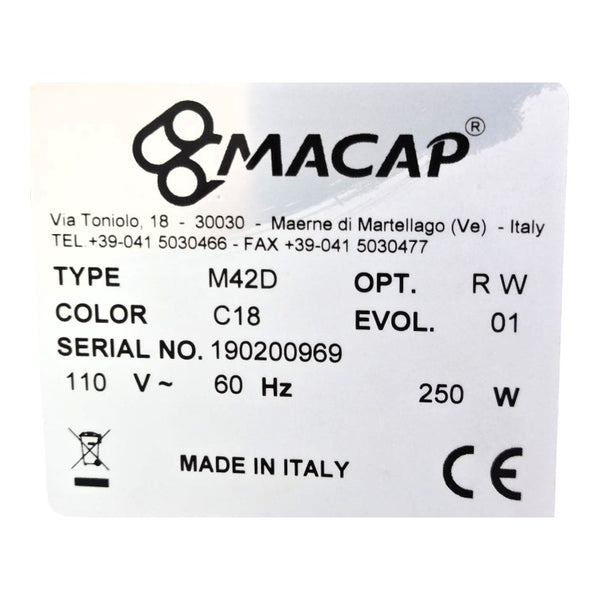 MACAP®
Via Toniolo, 18 - 30030 - Maerne di Martellago (Ve) - Italy
TEL.+39-041 5030466 - FAX +39-041 5030477
TYPE M42D OPT. R W
COLOR C18 EVOL. 01
SERIAL NO. 190200969
110 V ~ 60 Hz 250 W
MADE IN ITALY CE